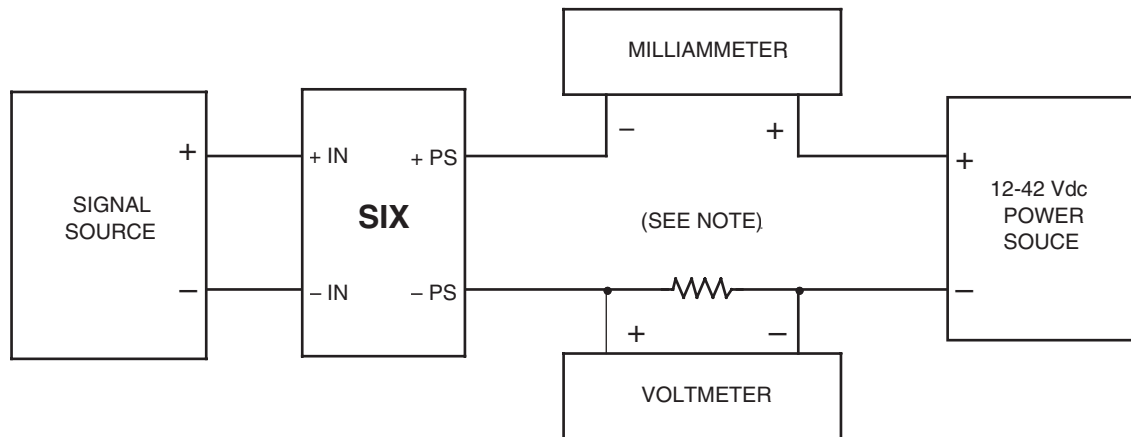 MILLIAMMETER
− +
SIGNAL
SOURCE
+
−
+ IN
− IN
SIX
+ PS
− PS
(SEE NOTE)
+
−
12-42 Vdc
POWER
SOUCE
+ −
VOLTMETER